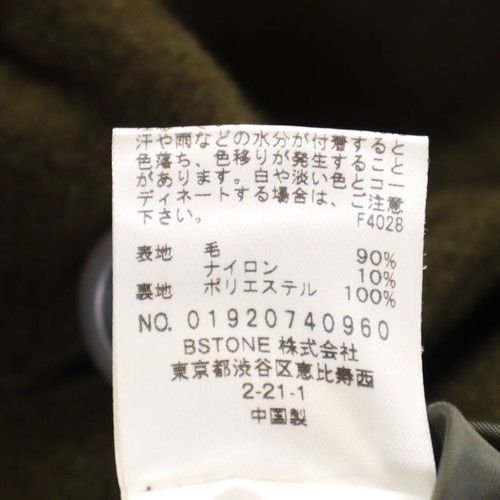 汗や雨などの水分が付着すると
色落ち、色移りが発生すること
があります。白や淡い色とコー
ディネートする場合は、ご注意
下さい。
F4028
表地 毛 90%
ナイロン 10%
裏地 ポリエステル 100%
NO. 019207409​60
BSTONE 株式会社
東京都渋谷区恵比寿西
2-21-1
中国製